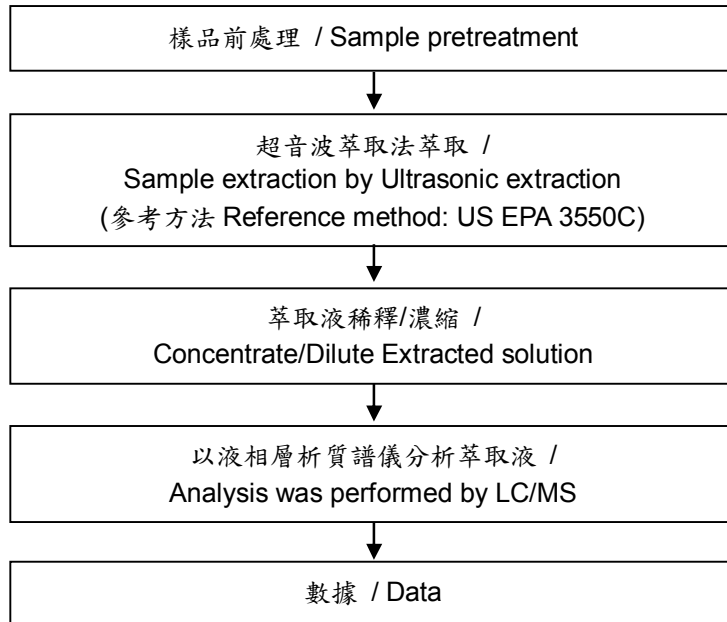 樣品前處理 / Sample pretreatment
超音波萃取法萃取 /
Sample extraction by Ultrasonic extraction
(參考方法 Reference method: US EPA 3550C)
萃取液稀釋/濃縮 /
Concentrate/Dilute Extracted solution
以液相層析質譜儀分析萃取液 /
Analysis was performed by LC/MS
數據 / Data